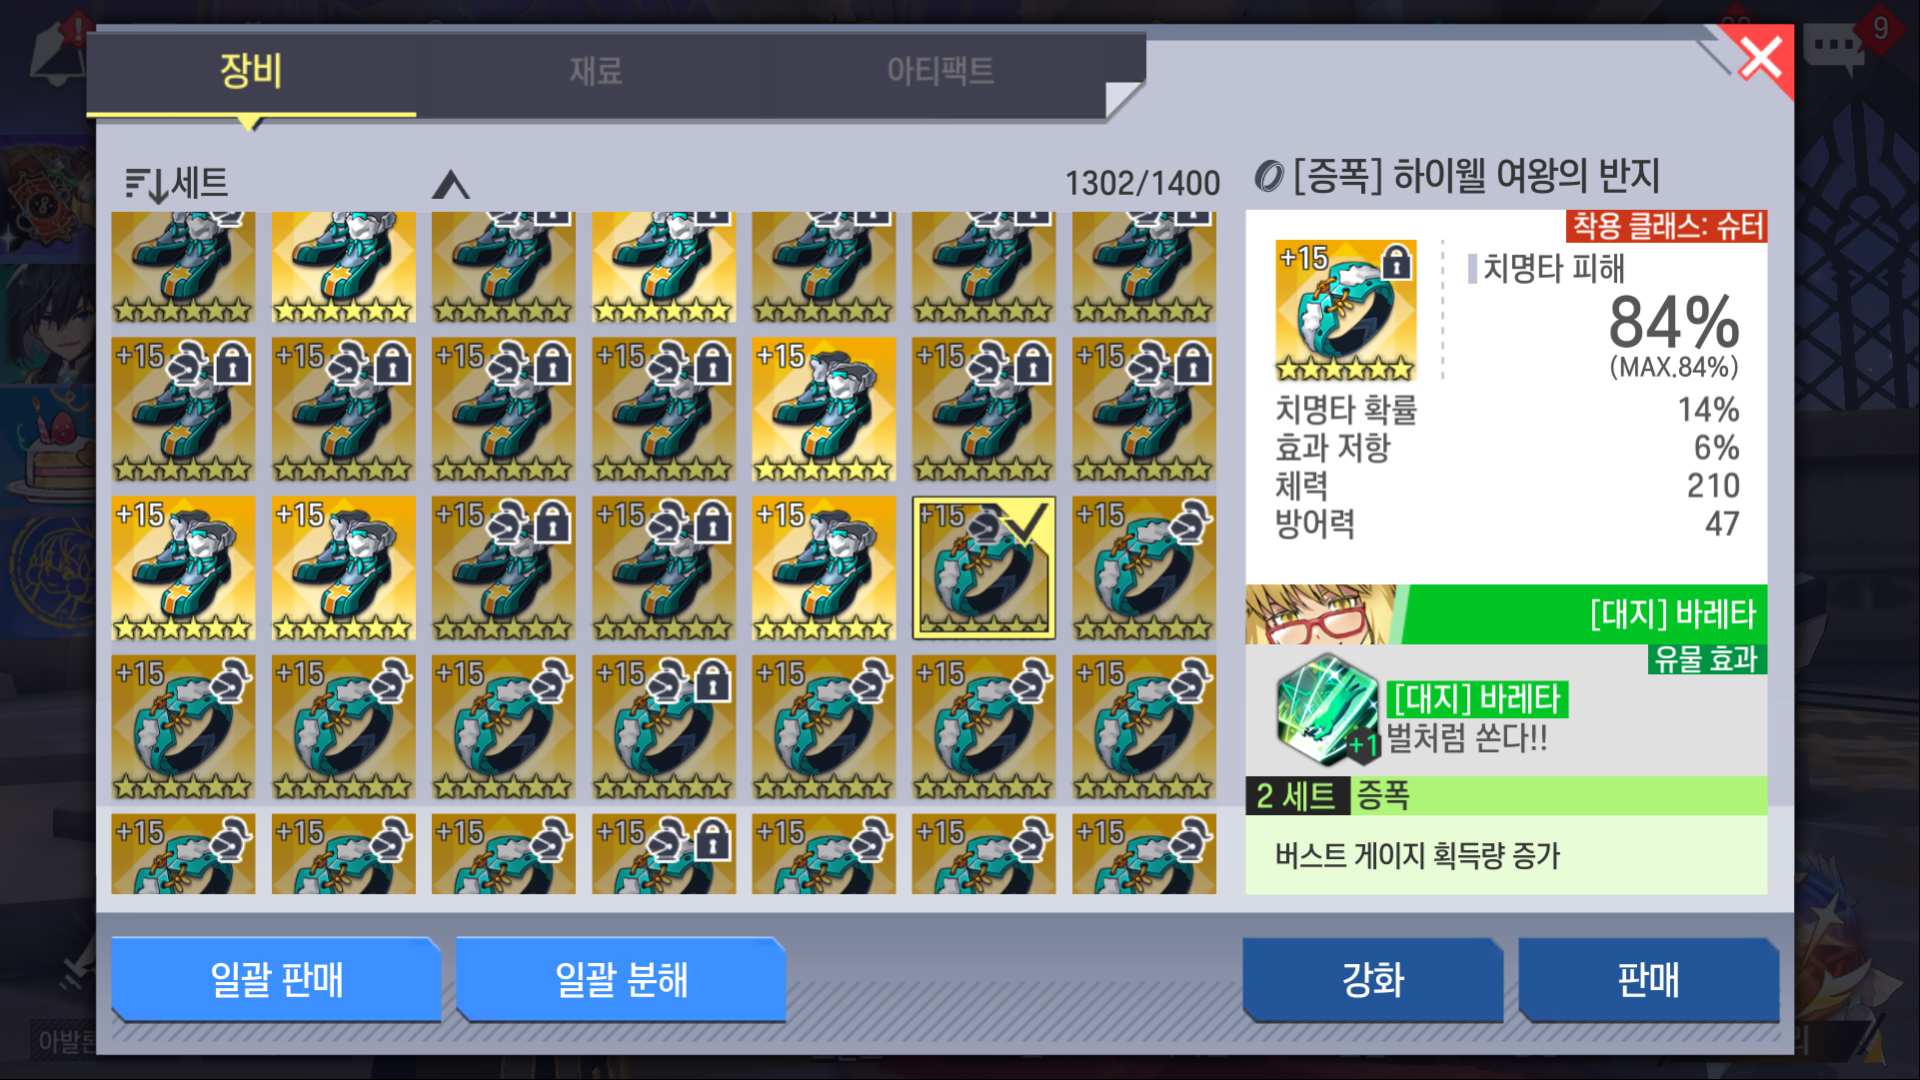 장비
재료
아티팩트
9
세트
1302/1400
[증폭] 하이웰 여왕의 반지
착용 클래스: 슈터
+15
치명타 피해
84%
(MAX.84%)
치명타 확률 14%
효과 저항 6%
체력 210
방어력 47
[대지] 바레타
유물 효과
[대지] 바레타
+1
벌처럼 쏜다!!
2 세트 증폭
버스트 게이지 획득량 증가
+15 +15 +15 +15 +15 +15 +15
+15 +15 +15 +15 +15 +15 +15
+15 +15 +15 +15 +15 +15 +15
+15 +15 +15 +15 +15 +15 +15
일괄 판매
일괄 분해
강화
판매